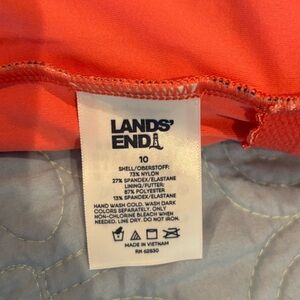 LANDS'
END
10
SHELL/OBERSTOFF:
73% NYLON
27% SPANDEX/ELASTANE
LINING/FUTTER:
87% POLYESTER
13% SPANDEX/ELASTANE
HAND WASH COLD. WASH DARK
COLORS SEPARATELY. ONLY
NON-CHLORINE BLEACH WHEN
NEEDED. LINE DRY. DO NOT IRON.
MADE IN VIETNAM
RN 62830